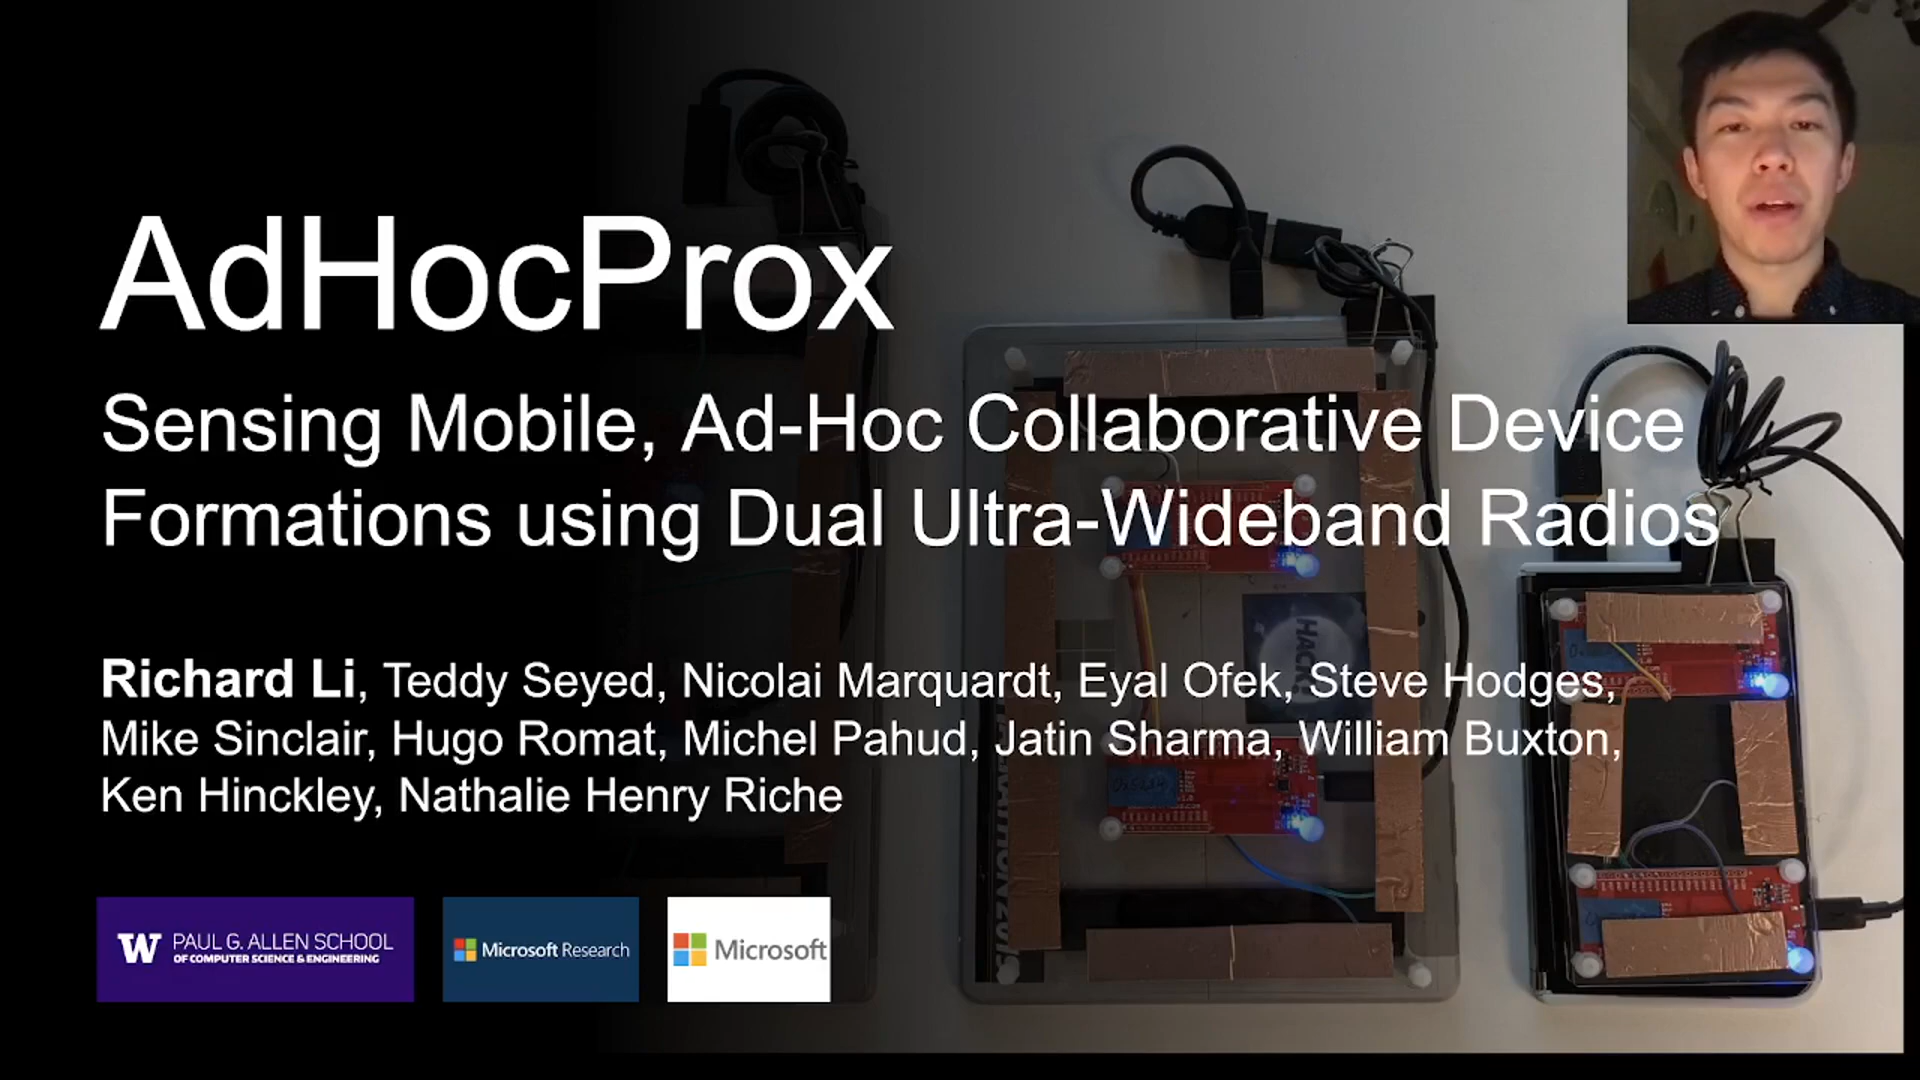 AdHocProx
Sensing Mobile, Ad-Hoc Collaborative Device
Formations using Dual Ultra-Wideband Radios
Richard Li, Teddy Seyed, Nicolai Marquardt, Eyal Ofek, Steve Hodges,
Mike Sinclair, Hugo Romat, Michel Pahud, Jatin Sharma, William Buxton,
Ken Hinckley, Nathalie Henry Riche
W PAUL G. ALLEN SCHOOL
OF COMPUTER SCIENCE & ENGINEERING
Microsoft Research
Microsoft
HACK